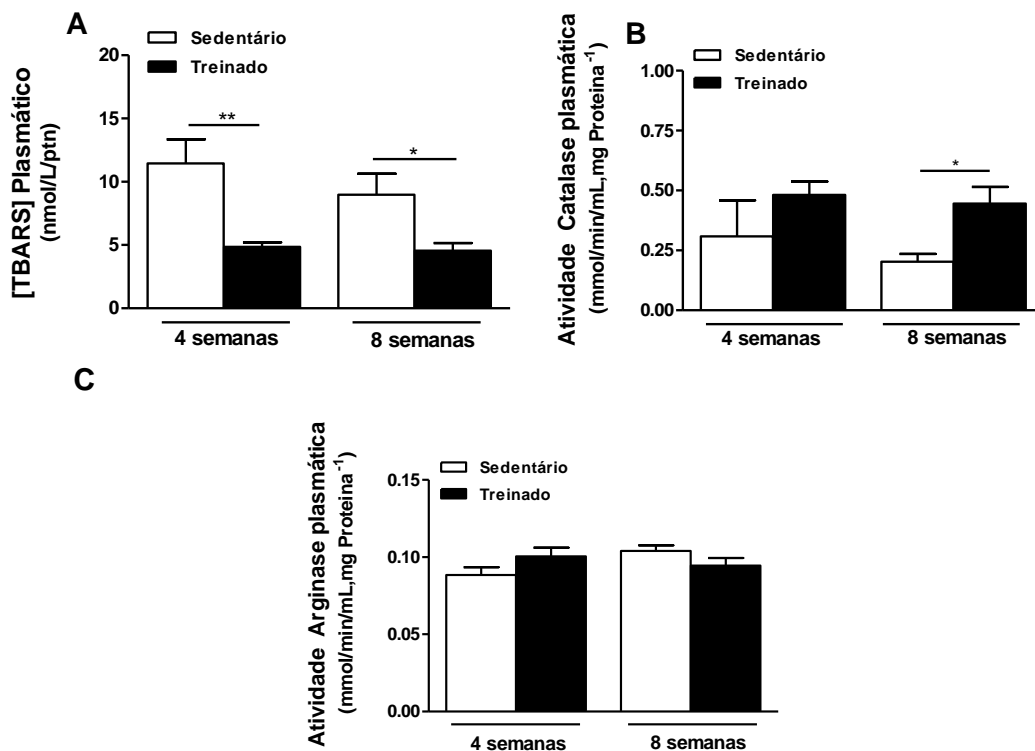 A
Sedentário
Treinado
[TBARS] Plasmático
(nmol/L/ptn)
20
15
10
5
0
**
*
4 semanas
8 semanas
B
Sedentário
Treinado
Atividade Catalase plasmática
(mmol/min/mL,mg Proteina-1)
1.00
0.75
0.50
0.25
0.00
*
4 semanas
8 semanas
C
Sedentário
Treinado
Atividade Arginase plasmática
(mmol/min/mL,mg Proteina-1)
0.15
0.10
0.05
0.00
4 semanas
8 semanas